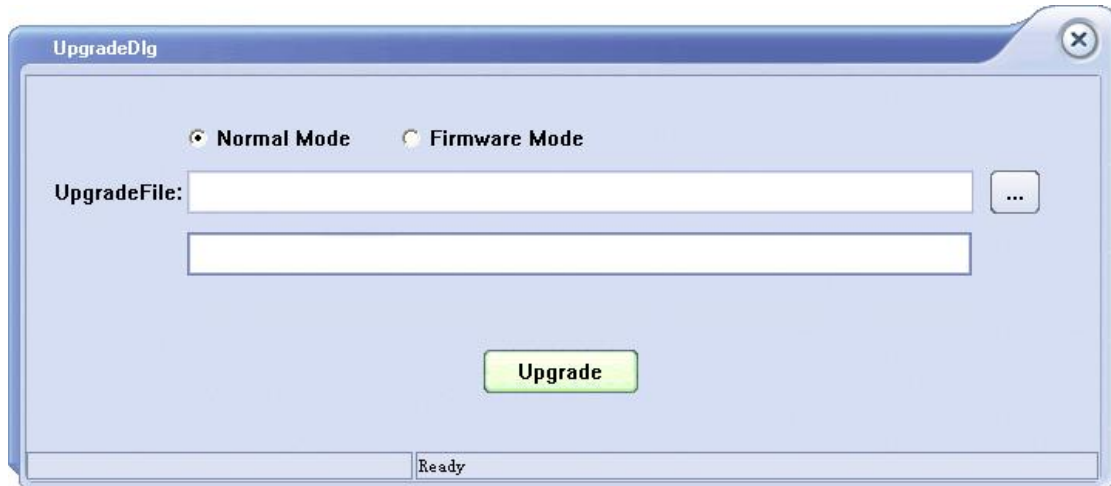 UpgradeDlg
Normal Mode Firmware Mode
UpgradeFile: ...
Upgrade
Ready